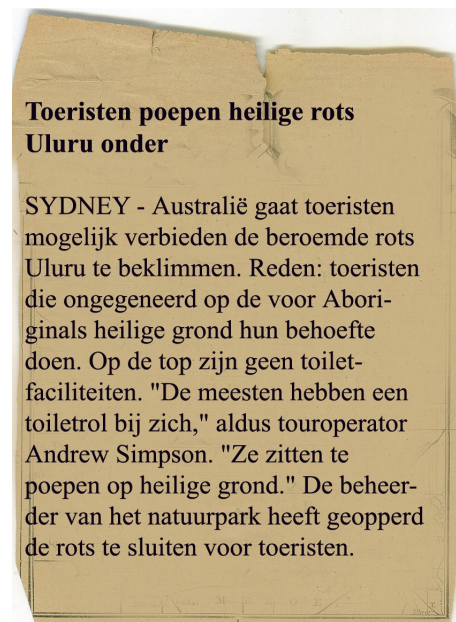 Toeristen poepen heilige rots
Uluru onder
SYDNEY - Australië gaat toeristen
mogelijk verbieden de beroemde rots
Uluru te beklimmen. Reden: toeristen
die ongegeneerd op de voor Abori-
ginals heilige grond hun behoefte
doen. Op de top zijn geen toilet-
faciliteiten. "De meesten hebben een
toiletrol bij zich," aldus touroperator
Andrew Simpson. "Ze zitten te
poepen op heilige grond." De beheer-
der van het natuurpark heeft geopperd
de rots te sluiten voor toeristen.